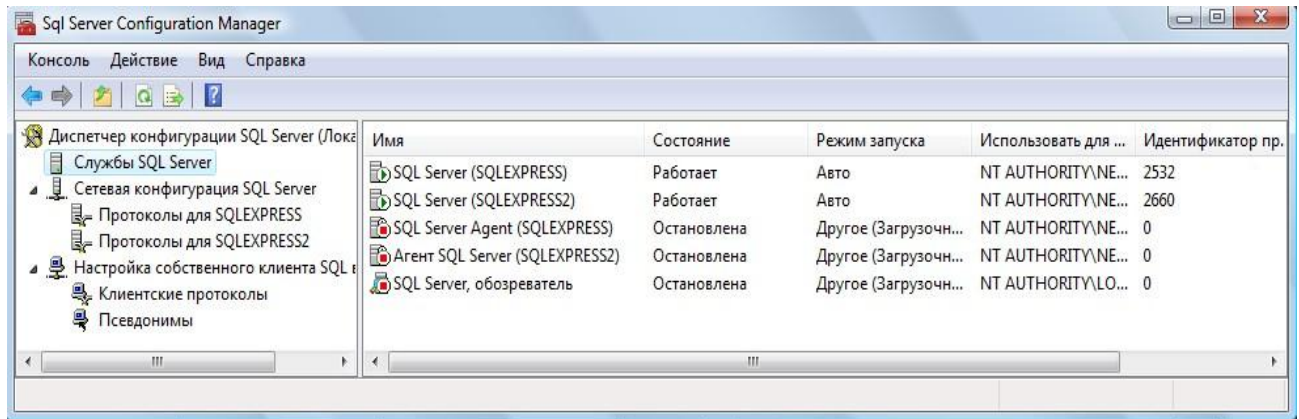 Sql Server Configuration Manager
Консоль Действие Вид Справка
Диспетчер конфигурации SQL Server (Лока
Службы SQL Server
Сетевая конфигурация SQL Server
Протоколы для SQLEXPRESS
Протоколы для SQLEXPRESS2
Настройка собственного клиента SQL в
Клиентские протоколы
Псевдонимы
Имя Состояние Режим запуска Использовать для ... Идентификатор пр.
SQL Server (SQLEXPRESS) Работает Авто NT AUTHORITY\NE... 2532
SQL Server (SQLEXPRESS2) Работает Авто NT AUTHORITY\NE... 2660
SQL Server Agent (SQLEXPRESS) Остановлена Другое (Загрузочн... NT AUTHORITY\NE... 0
Агент SQL Server (SQLEXPRESS2) Остановлена Другое (Загрузочн... NT AUTHORITY\NE... 0
SQL Server, обозреватель Остановлена Другое (Загрузочн... NT AUTHORITY\LO... 0